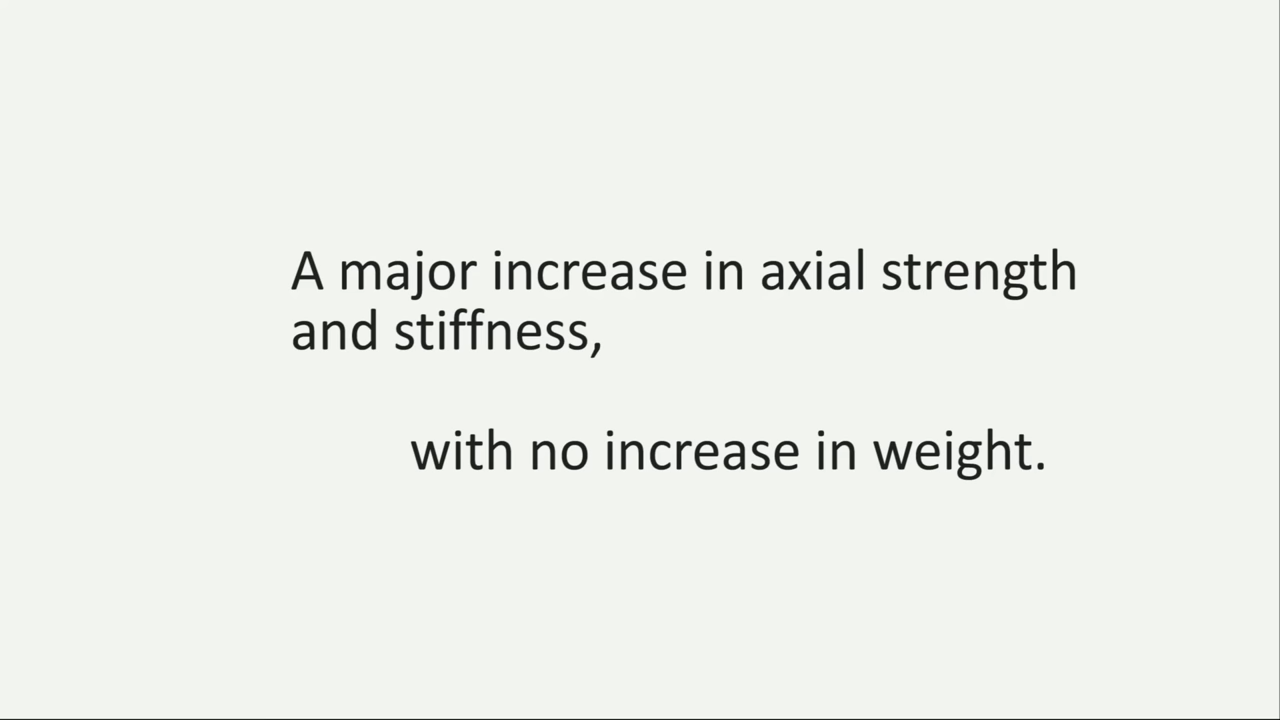 A major increase in axial strength
and stiffness,
with no increase in weight.